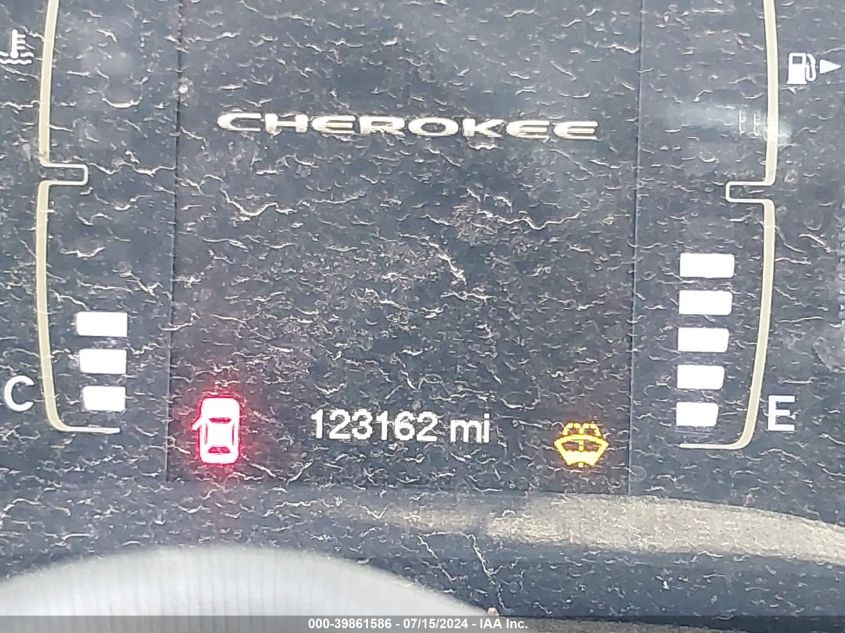 CHEROKEE
C
123162 mi
E
000-39861586 - 07/15/2024 - IAA Inc.